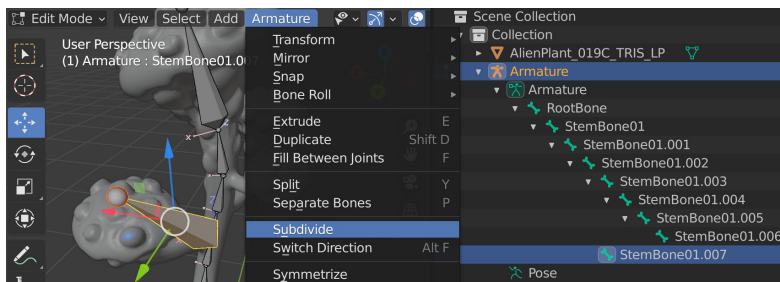 Edit Mode View Select Add Armature
User Perspective
(1) Armature : StemBone01.00
Transform
Mirror
Snap
Bone Roll
Extrude E
Duplicate Shift D
Fill Between Joints F
Split Y
Separate Bones P
Subdivide
Switch Direction Alt F
Symmetrize
Scene Collection
Collection
AlienPlant_019C_TRIS_LP
Armature
Armature
RootBone
StemBone01
StemBone01.001
StemBone01.002
StemBone01.003
StemBone01.004
StemBone01.005
StemBone01.006
StemBone01.007
Pose